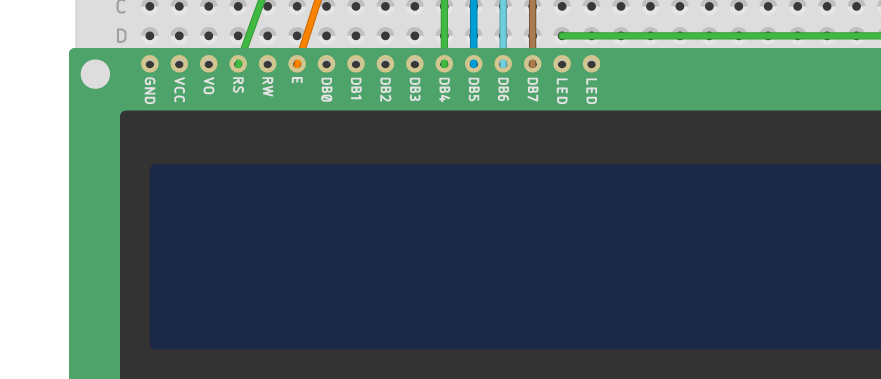 C
D
GND VCC VO RS RW E DB0 DB1 DB2 DB3 DB4 DB5 DB6 DB7 LED LED